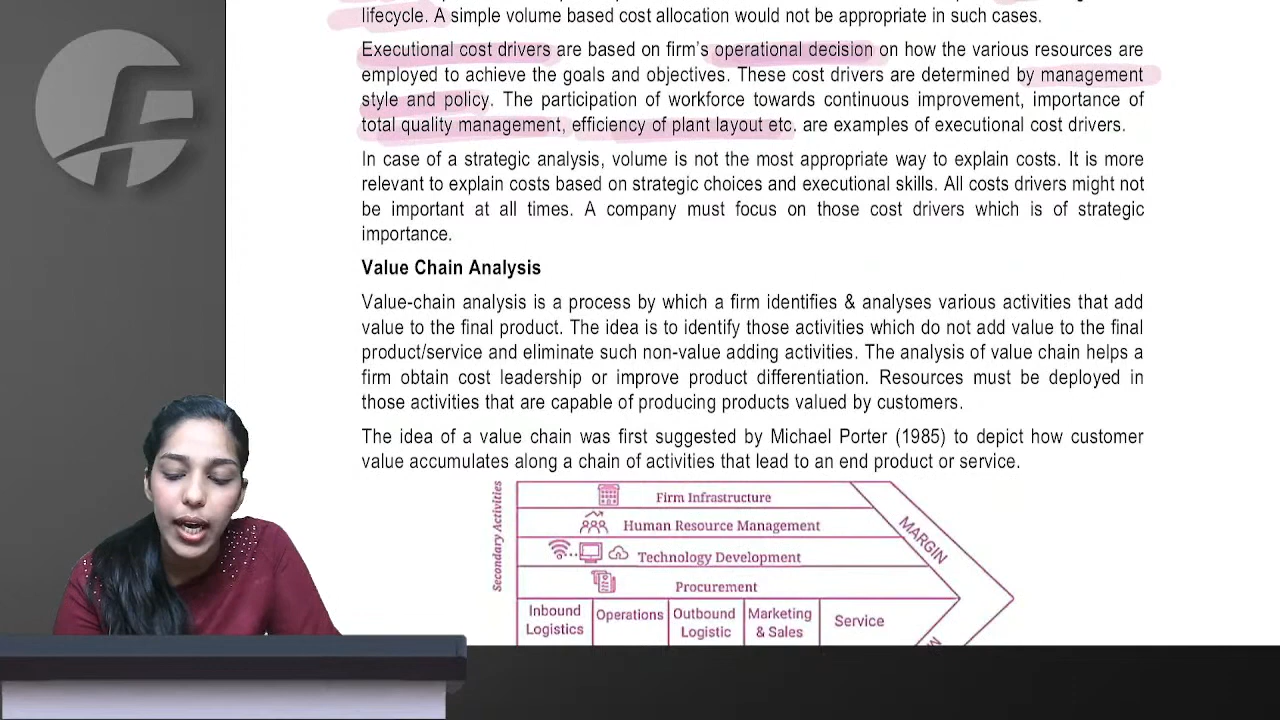 lifecycle. A simple volume based cost allocation would not be appropriate in such cases.
Executional cost drivers are based on firm's operational decision on how the various resources are
employed to achieve the goals and objectives. These cost drivers are determined by management
style and policy. The participation of workforce towards continuous improvement, importance of
total quality management, efficiency of plant layout etc. are examples of executional cost drivers.
In case of a strategic analysis, volume is not the most appropriate way to explain costs. It is more
relevant to explain costs based on strategic choices and executional skills. All costs drivers might not
be important at all times. A company must focus on those cost drivers which is of strategic
importance.
Value Chain Analysis
Value-chain analysis is a process by which a firm identifies & analyses various activities that add
value to the final product. The idea is to identify those activities which do not add value to the final
product/service and eliminate such non-value adding activities. The analysis of value chain helps a
firm obtain cost leadership or improve product differentiation. Resources must be deployed in
those activities that are capable of producing products valued by customers.
The idea of a value chain was first suggested by Michael Porter (1985) to depict how customer
value accumulates along a chain of activities that lead to an end product or service.
Secondary Activities
Firm Infrastructure
Human Resource Management
Technology Development
Procurement
MARGIN
Inbound
Logistics
Operations
Outbound
Logistic
Marketing
& Sales
Service